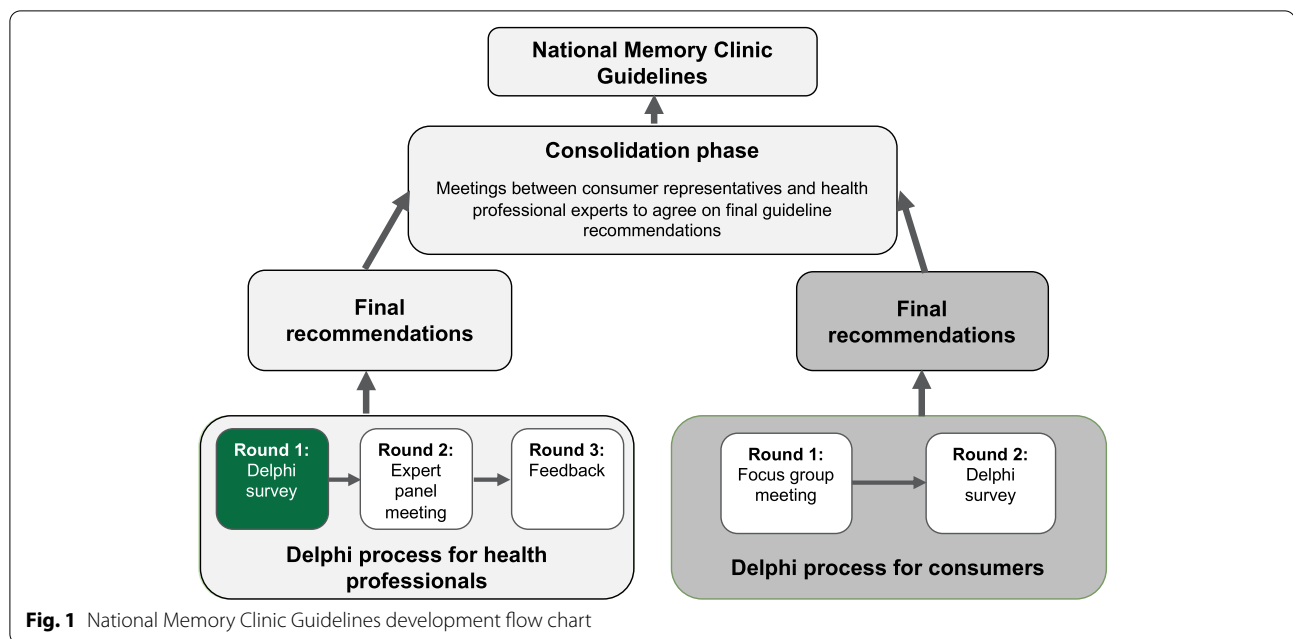 National Memory Clinic
Guidelines
Consolidation phase
Meetings between consumer representatives and health
professional experts to agree on final guideline
recommendations
Final
recommendations
Final
recommendations
Round 1:
Delphi
survey
Round 2:
Expert
panel
meeting
Round 3:
Feedback
Delphi process for health
professionals
Round 1:
Focus group
meeting
Round 2:
Delphi
survey
Delphi process for consumers
Fig. 1 National Memory Clinic Guidelines development flow chart